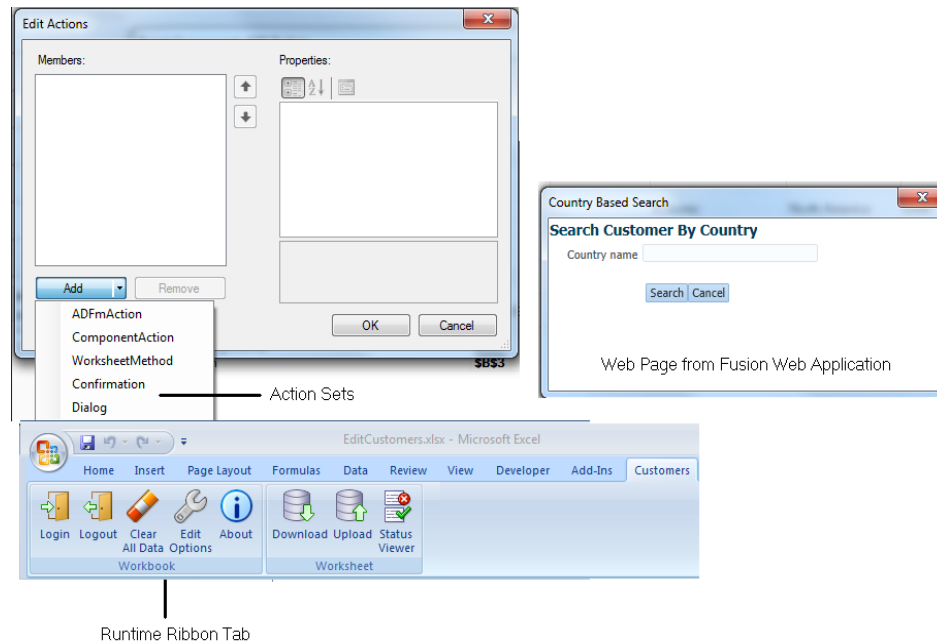 Edit Actions
Members:
Properties:
Add
Remove
OK
Cancel
ADFmAction
ComponentAction
WorksheetMethod
Confirmation
Dialog
$B$3
Action Sets
Country Based Search
Search Customer By Country
Country name
Search Cancel
Web Page from Fusion Web Application
EditCustomers.xlsx - Microsoft Excel
Home Insert Page Layout Formulas Data Review View Developer Add-Ins Customers
Login Logout Clear All Data Edit Options About
Workbook
Download Upload Status Viewer
Worksheet
Runtime Ribbon Tab